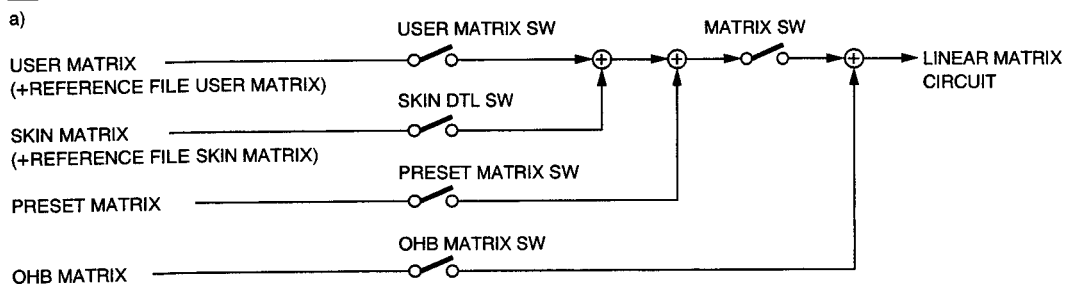 a)
USER MATRIX SW
MATRIX SW
USER MATRIX
(+REFERENCE FILE USER MATRIX)
LINEAR MATRIX
CIRCUIT
SKIN DTL SW
SKIN MATRIX
(+REFERENCE FILE SKIN MATRIX)
PRESET MATRIX SW
PRESET MATRIX
OHB MATRIX SW
OHB MATRIX